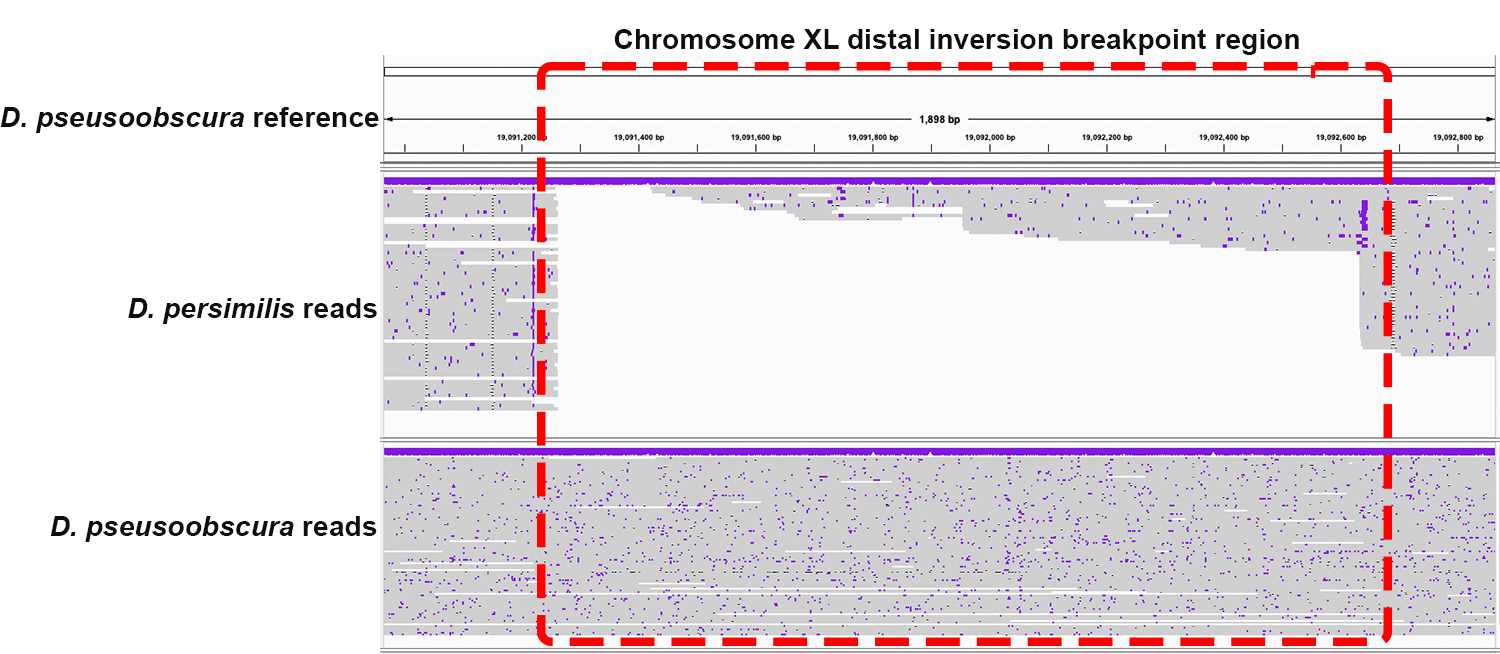 Chromosome XL distal inversion breakpoint region
D. pseusoobscura reference
1,898 bp
19,091,200 bp 19,091,400 bp 19,091,600 bp 19,091,800 bp 19,092,000 bp 19,092,200 bp 19,092,400 bp 19,092,600 bp 19,092,800 bp
D. persimilis reads
D. pseusoobscura reads